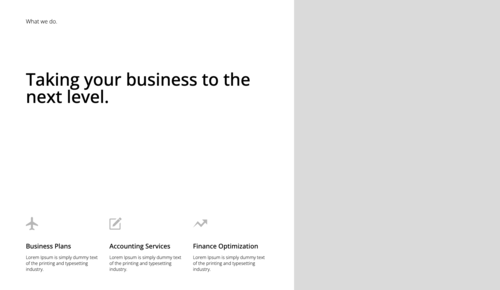 What we do.
Taking your business to the
next level.
Business Plans
Lorem Ipsum is simply dummy text
of the printing and typesetting
industry.
Accounting Services
Lorem Ipsum is simply dummy text
of the printing and typesetting
industry.
Finance Optimization
Lorem Ipsum is simply dummy text
of the printing and typesetting
industry.